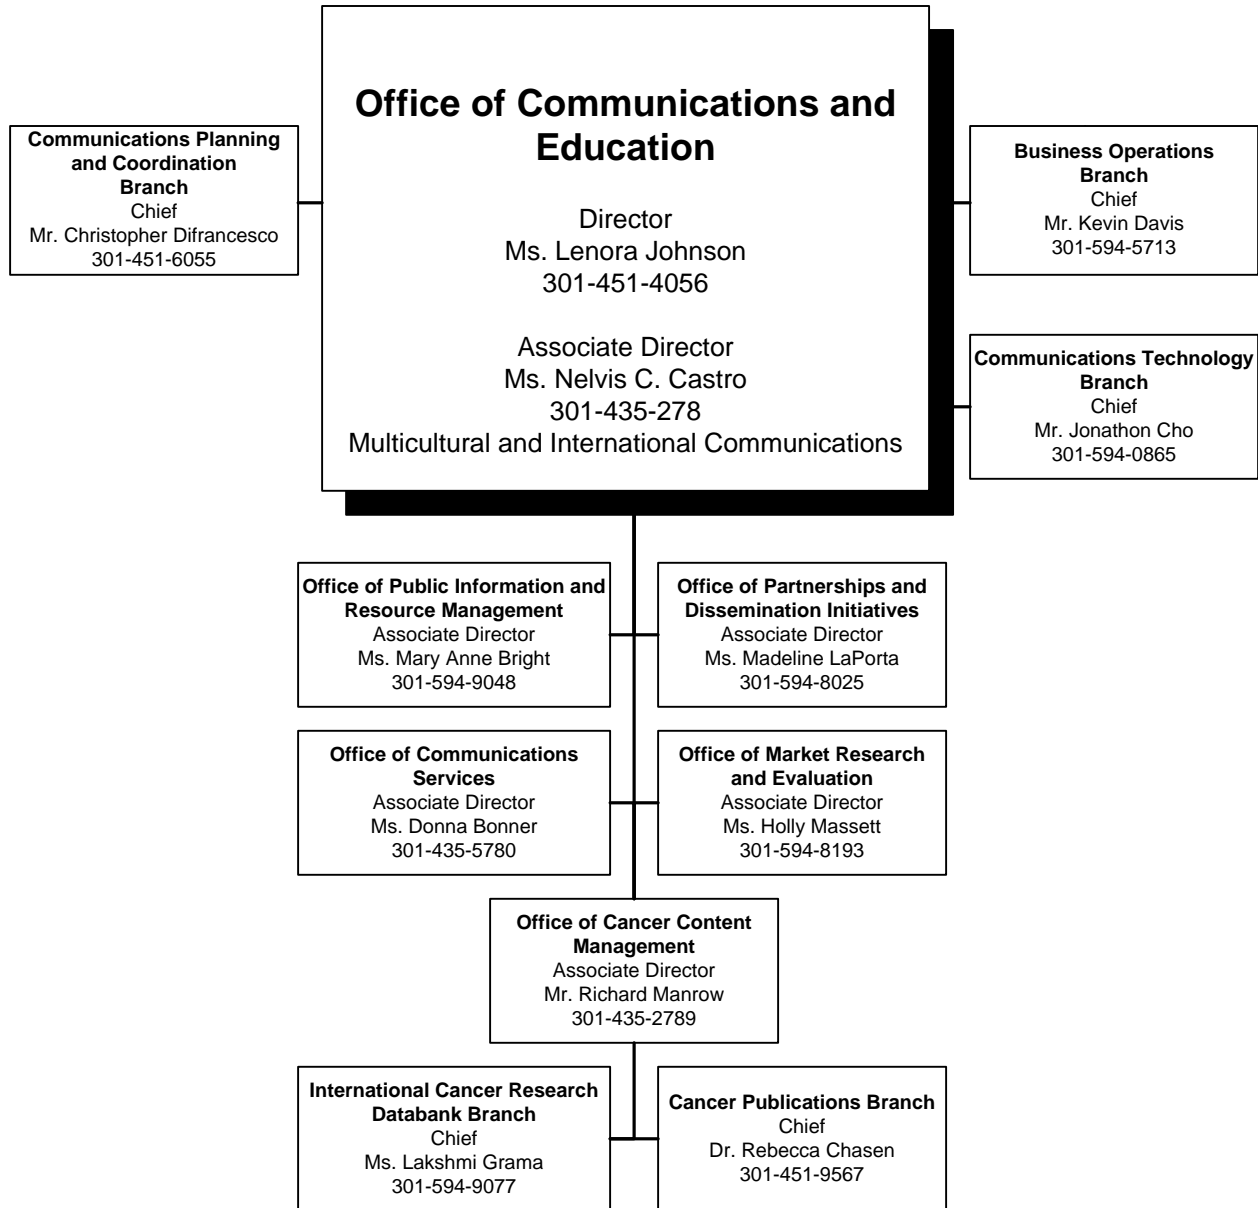 Office of Communications and
Education
Director
Ms. Lenora Johnson
301-451-4056
Associate Director
Ms. Nelvis C. Castro
301-435-278
Multicultural and International Communications
Communications Planning
and Coordination
Branch
Chief
Mr. Christopher Difrancesco
301-451-6055
Business Operations
Branch
Chief
Mr. Kevin Davis
301-594-5713
Communications Technology
Branch
Chief
Mr. Jonathon Cho
301-594-0865
Office of Public Information and
Resource Management
Associate Director
Ms. Mary Anne Bright
301-594-9048
Office of Partnerships and
Dissemination Initiatives
Associate Director
Ms. Madeline LaPorta
301-594-8025
Office of Communications
Services
Associate Director
Ms. Donna Bonner
301-435-5780
Office of Market Research
and Evaluation
Associate Director
Ms. Holly Massett
301-594-8193
Office of Cancer Content
Management
Associate Director
Mr. Richard Manrow
301-435-2789
International Cancer Research
Databank Branch
Chief
Ms. Lakshmi Grama
301-594-9077
Cancer Publications Branch
Chief
Dr. Rebecca Chasen
301-451-9567